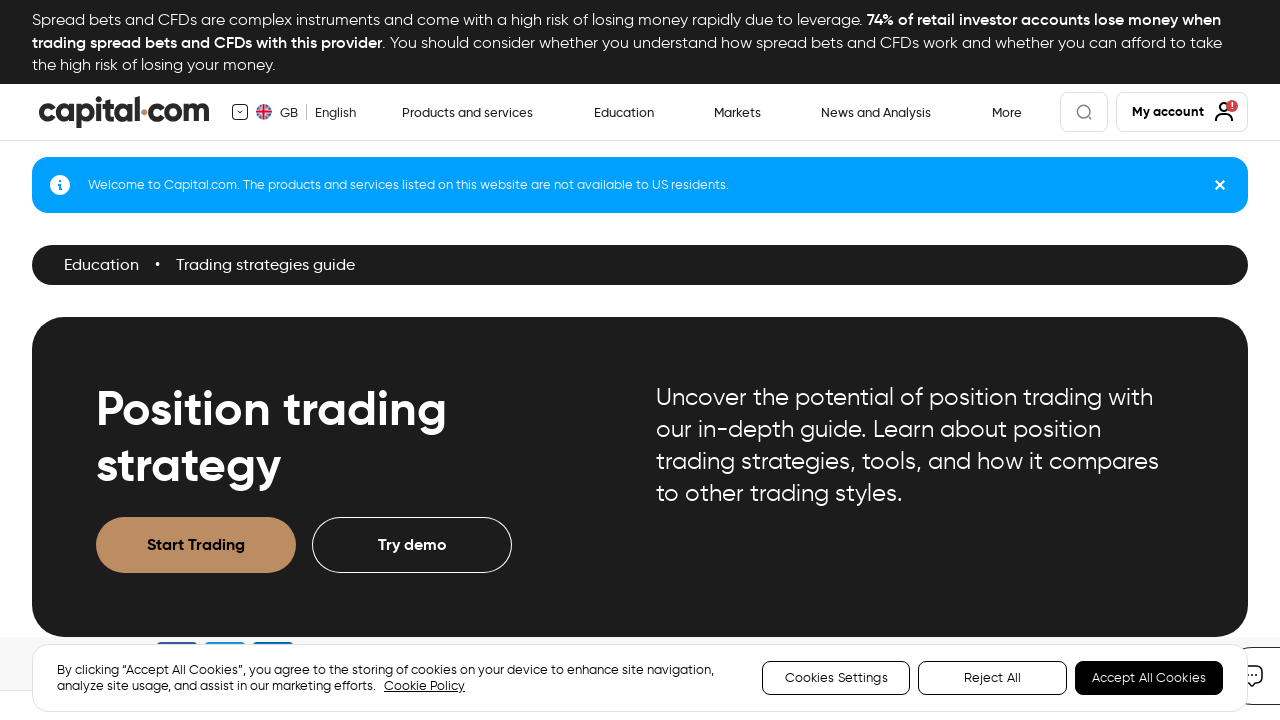 Spread bets and CFDs are complex instruments and come with a high risk of losing money rapidly due to leverage. 74% of retail investor accounts lose money when
trading spread bets and CFDs with this provider. You should consider whether you understand how spread bets and CFDs work and whether you can afford to take
the high risk of losing your money.
capital.com GB English Products and services Education Markets News and Analysis More My account !
Welcome to Capital.com. The products and services listed on this website are not available to US residents.
Education • Trading strategies guide
Position trading
strategy
Uncover the potential of position trading with
our in-depth guide. Learn about position
trading strategies, tools, and how it compares
to other trading styles.
Start Trading Try demo
By clicking “Accept All Cookies”, you agree to the storing of cookies on your device to enhance site navigation,
analyze site usage, and assist in our marketing efforts. Cookie Policy
Cookies Settings Reject All Accept All Cookies